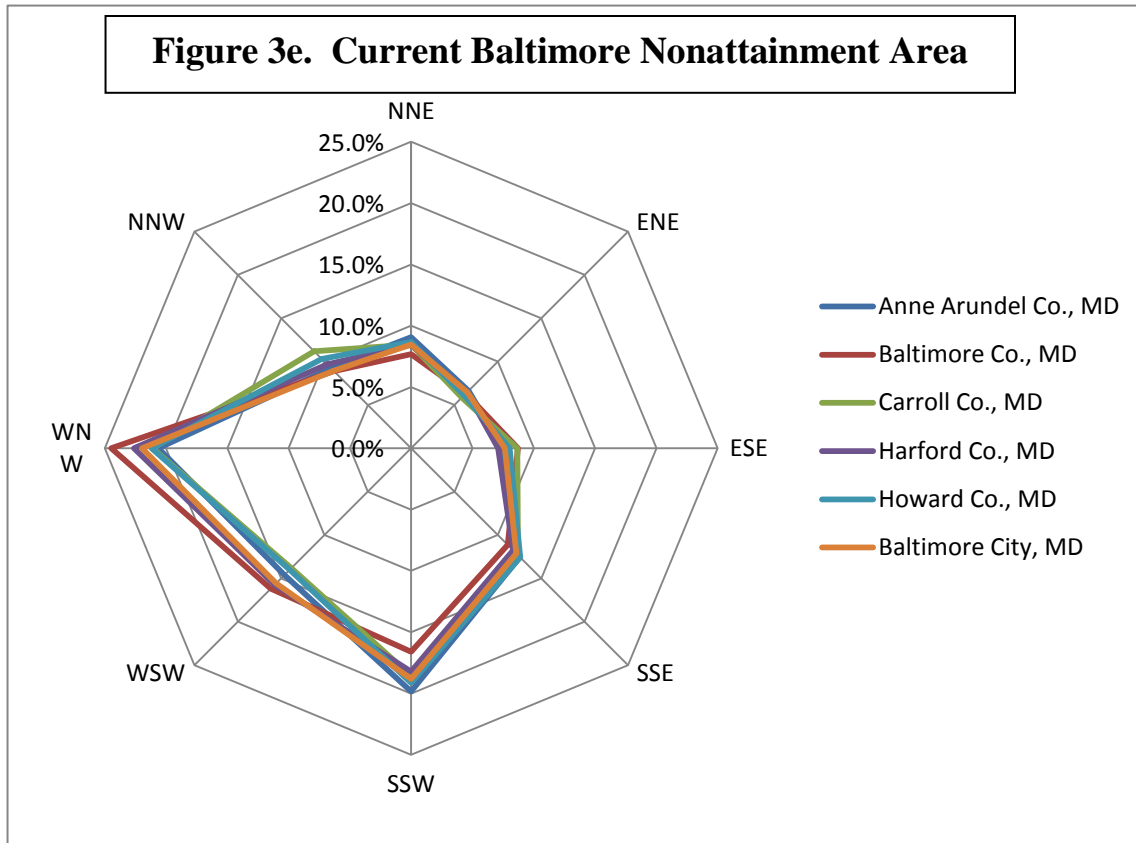 Figure 3e.  Current Baltimore Nonattainment Area
NNE
25.0%
20.0%
15.0%
10.0%
5.0%
0.0%
ENE
ESE
SSE
SSW
WSW
WN
W
NNW
Anne Arundel Co., MD
Baltimore Co., MD
Carroll Co., MD
Harford Co., MD
Howard Co., MD
Baltimore City, MD